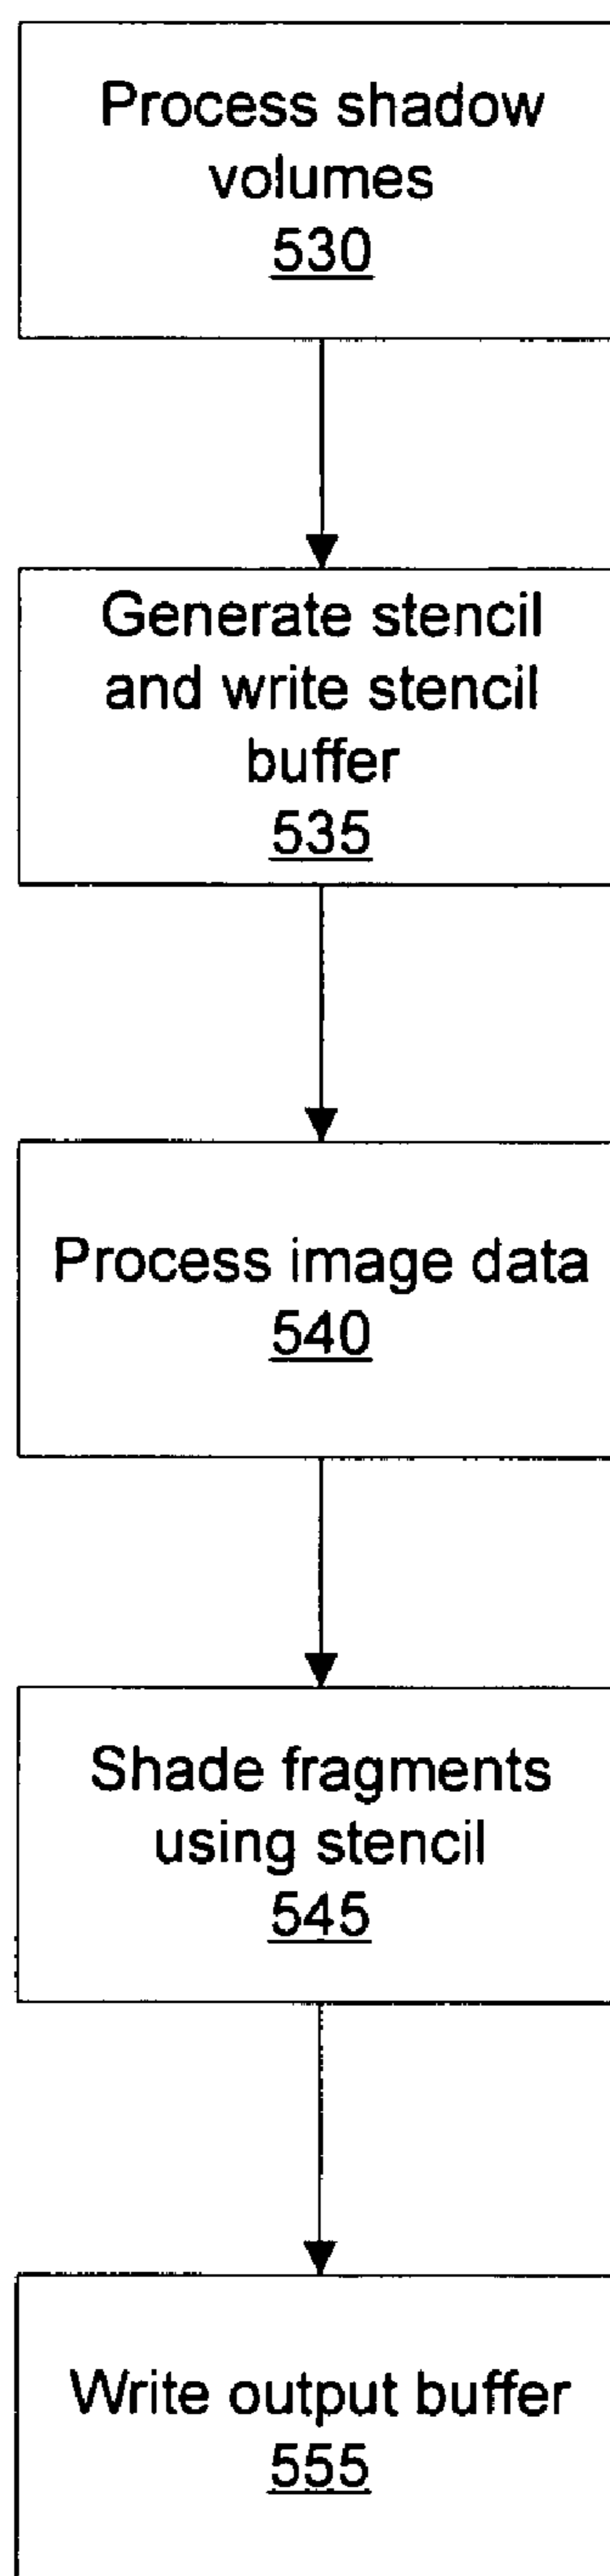 Process shadow
volumes
530
Generate stencil
and write stencil
buffer
535
Process image data
540
Shade fragments
using stencil
545
Write output buffer
555